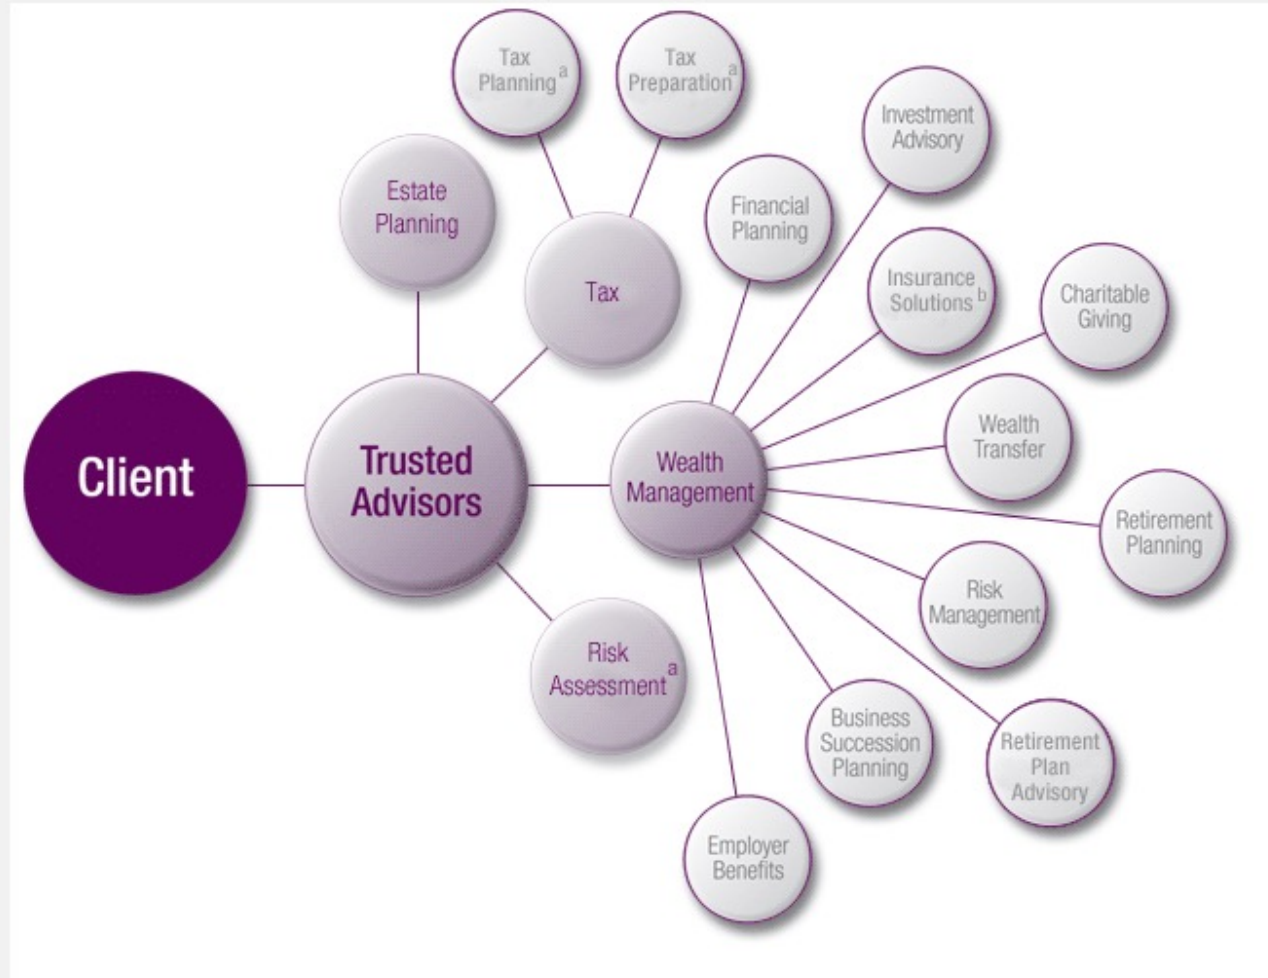 Tax
Planning a
Tax
Preparation a
Investment
Advisory
Estate
Planning
Financial
Planning
Tax
Insurance
Solutions b
Charitable
Giving
Client
Trusted
Advisors
Wealth
Management
Wealth
Transfer
Retirement
Planning
Risk
Management
Risk
Assessment a
Business
Succession
Planning
Retirement
Plan
Advisory
Employer
Benefits